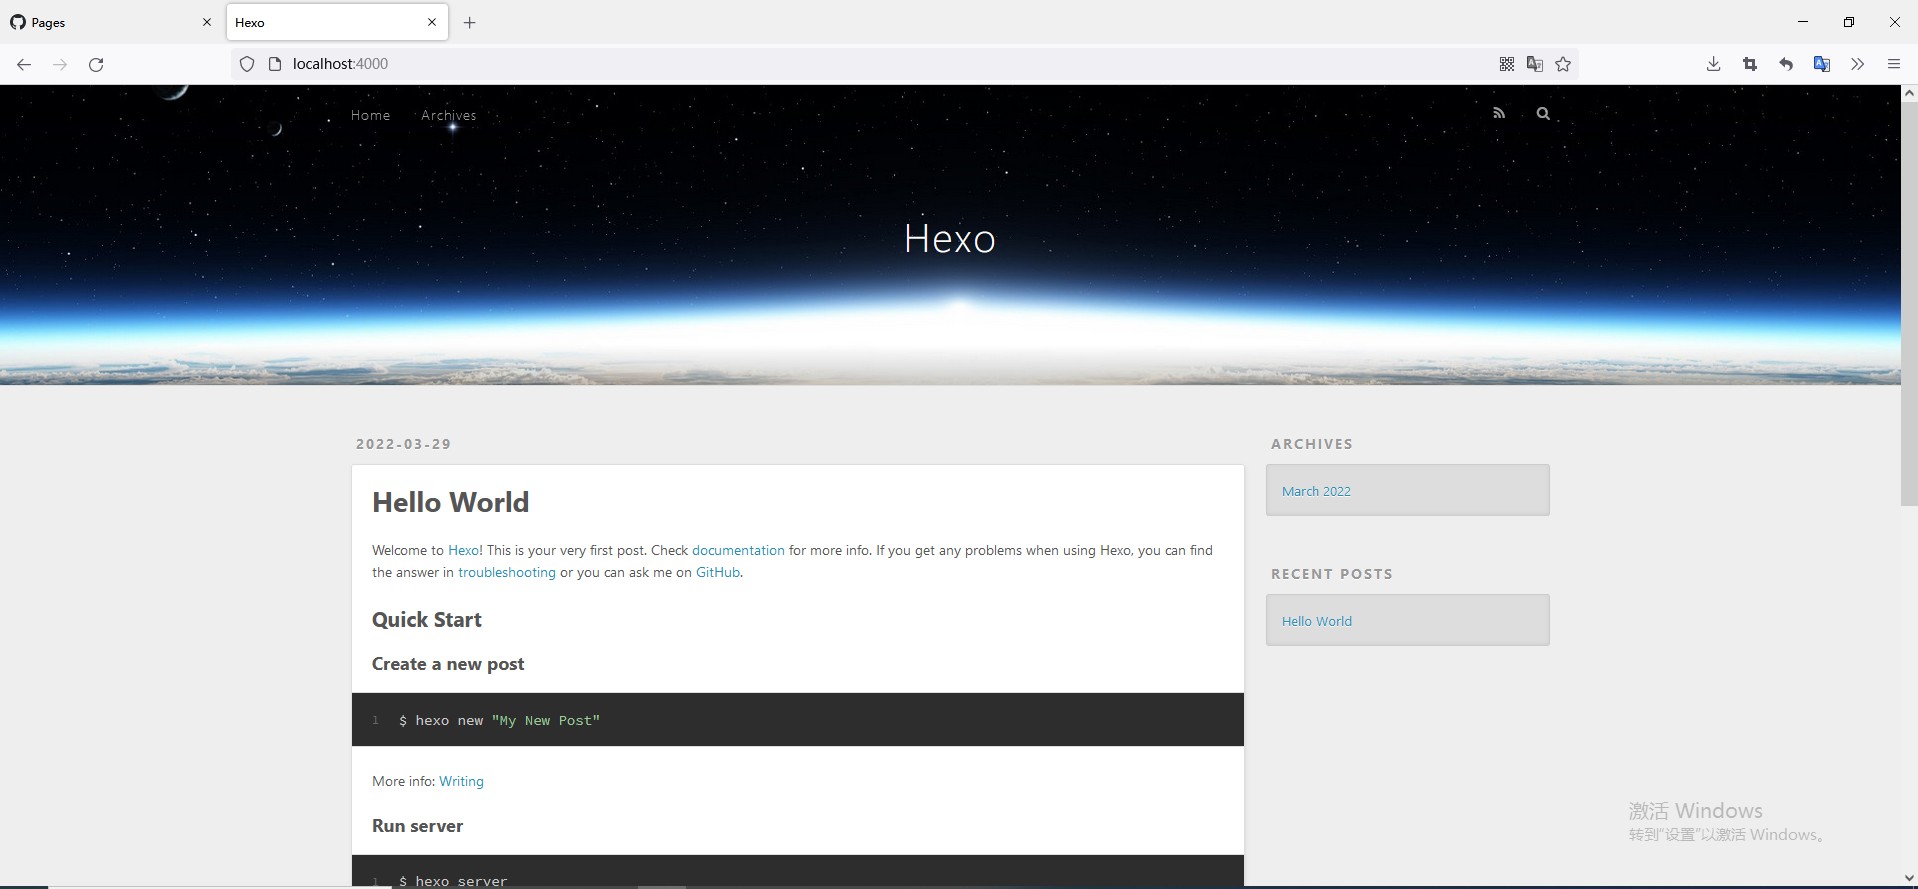 Pages
Hexo
localhost:4000
Home
Archives
Hexo
2022-03-29
Hello World
Welcome to Hexo! This is your very first post. Check documentation for more info. If you get any problems when using Hexo, you can find
the answer in troubleshooting or you can ask me on GitHub.
Quick Start
Create a new post
1 $ hexo new "My New Post"
More info: Writing
Run server
1 $ hexo server
ARCHIVES
March 2022
RECENT POSTS
Hello World
激活 Windows
转到“设置”以激活 Windows。